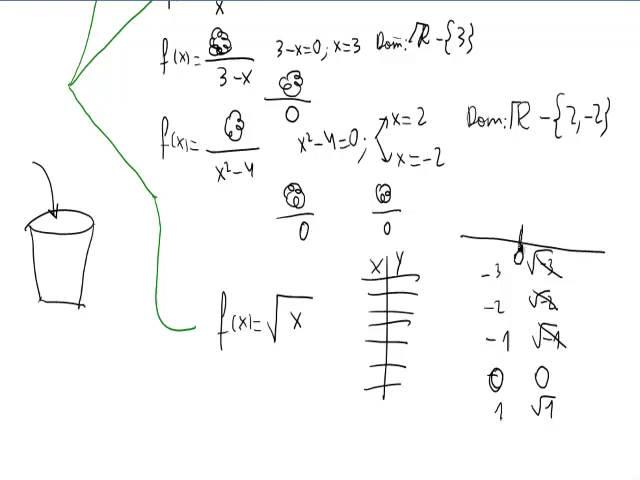 x
f(x)=
3-x
3-x=0; x=3 Dom: ℝ-{3}
0
f(x)=
x²-4
x²-4=0;
x=2
x=-2
Dom: ℝ-{2,-2}
0
0
f(x)=√x
x y
-3 √-3
-2 √-2
-1 √-1
0 0
1 √1